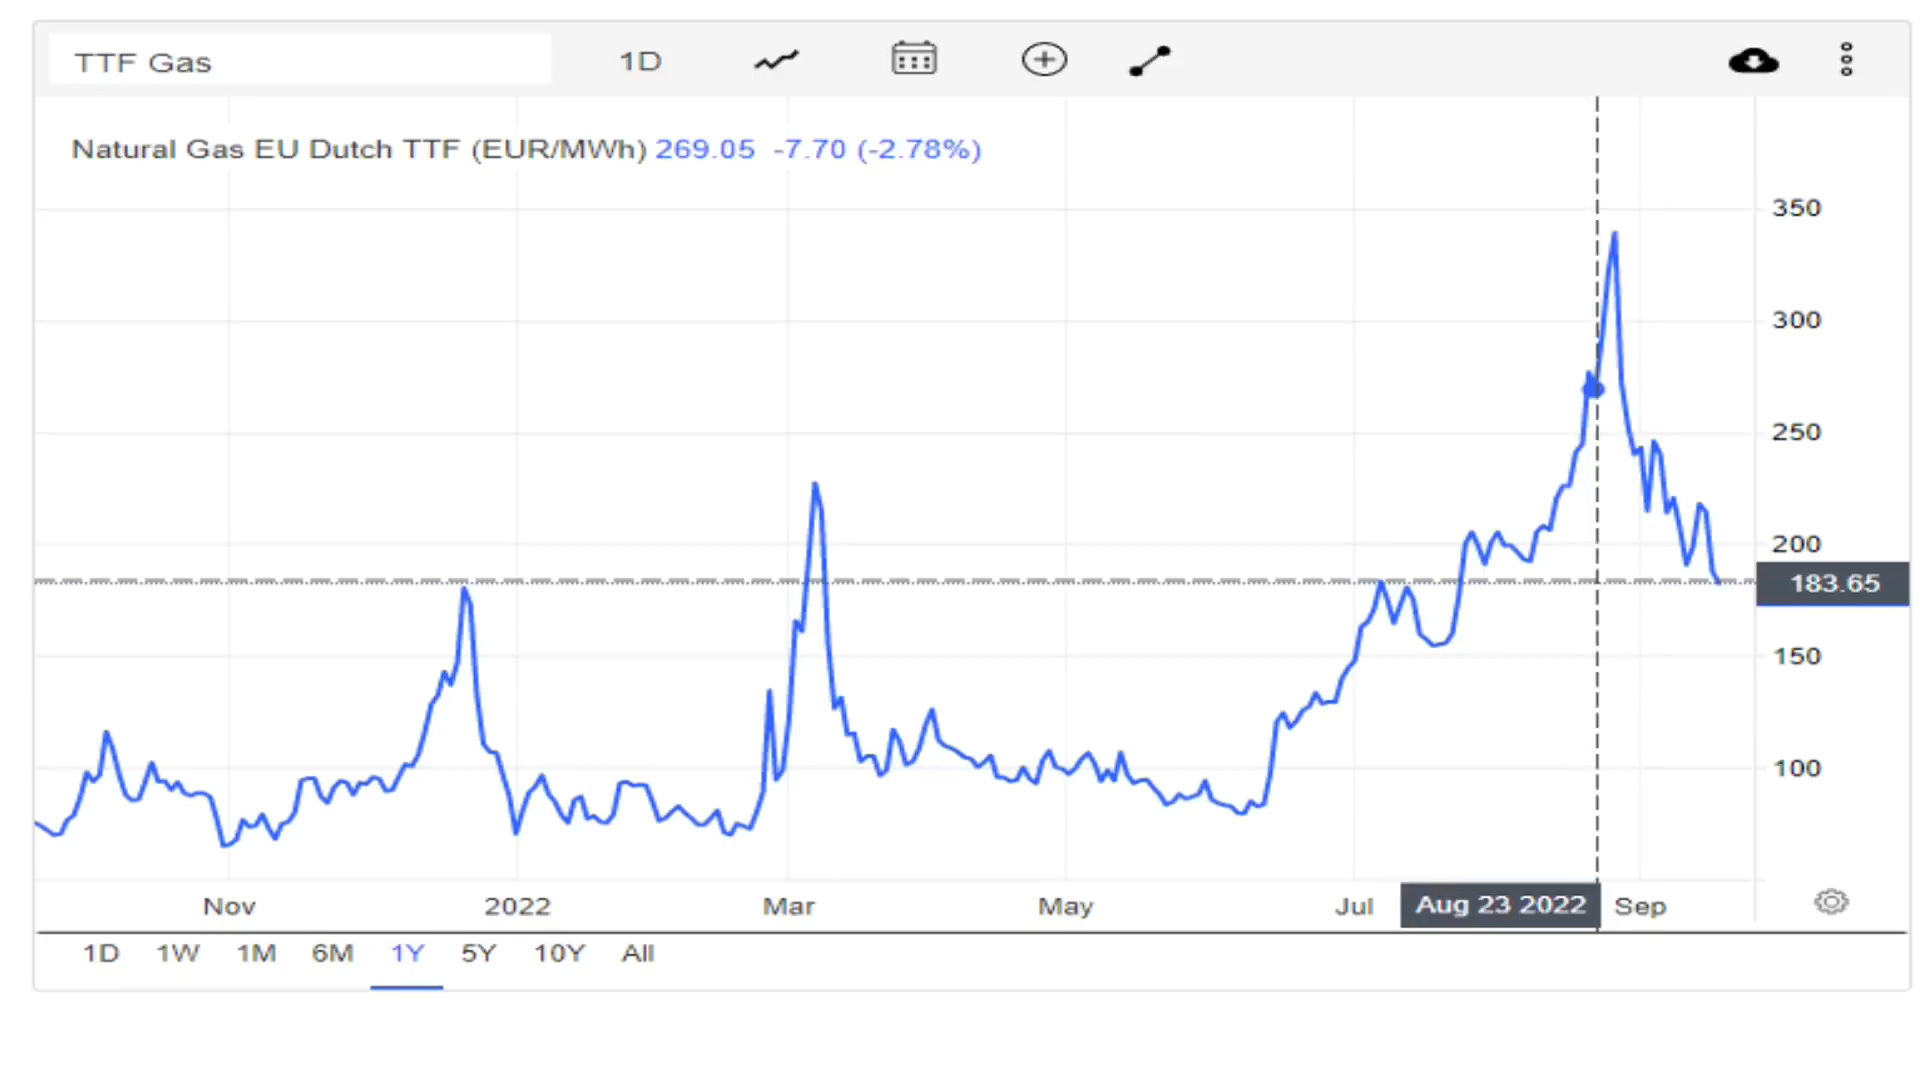 TTF Gas 1D
Natural Gas EU Dutch TTF (EUR/MWh) 269.05 -7.70 (-2.78%)
350
300
250
200
183.65
150
100
Nov 2022 Mar May Jul Aug 23 2022 Sep
1D 1W 1M 6M 1Y 5Y 10Y All